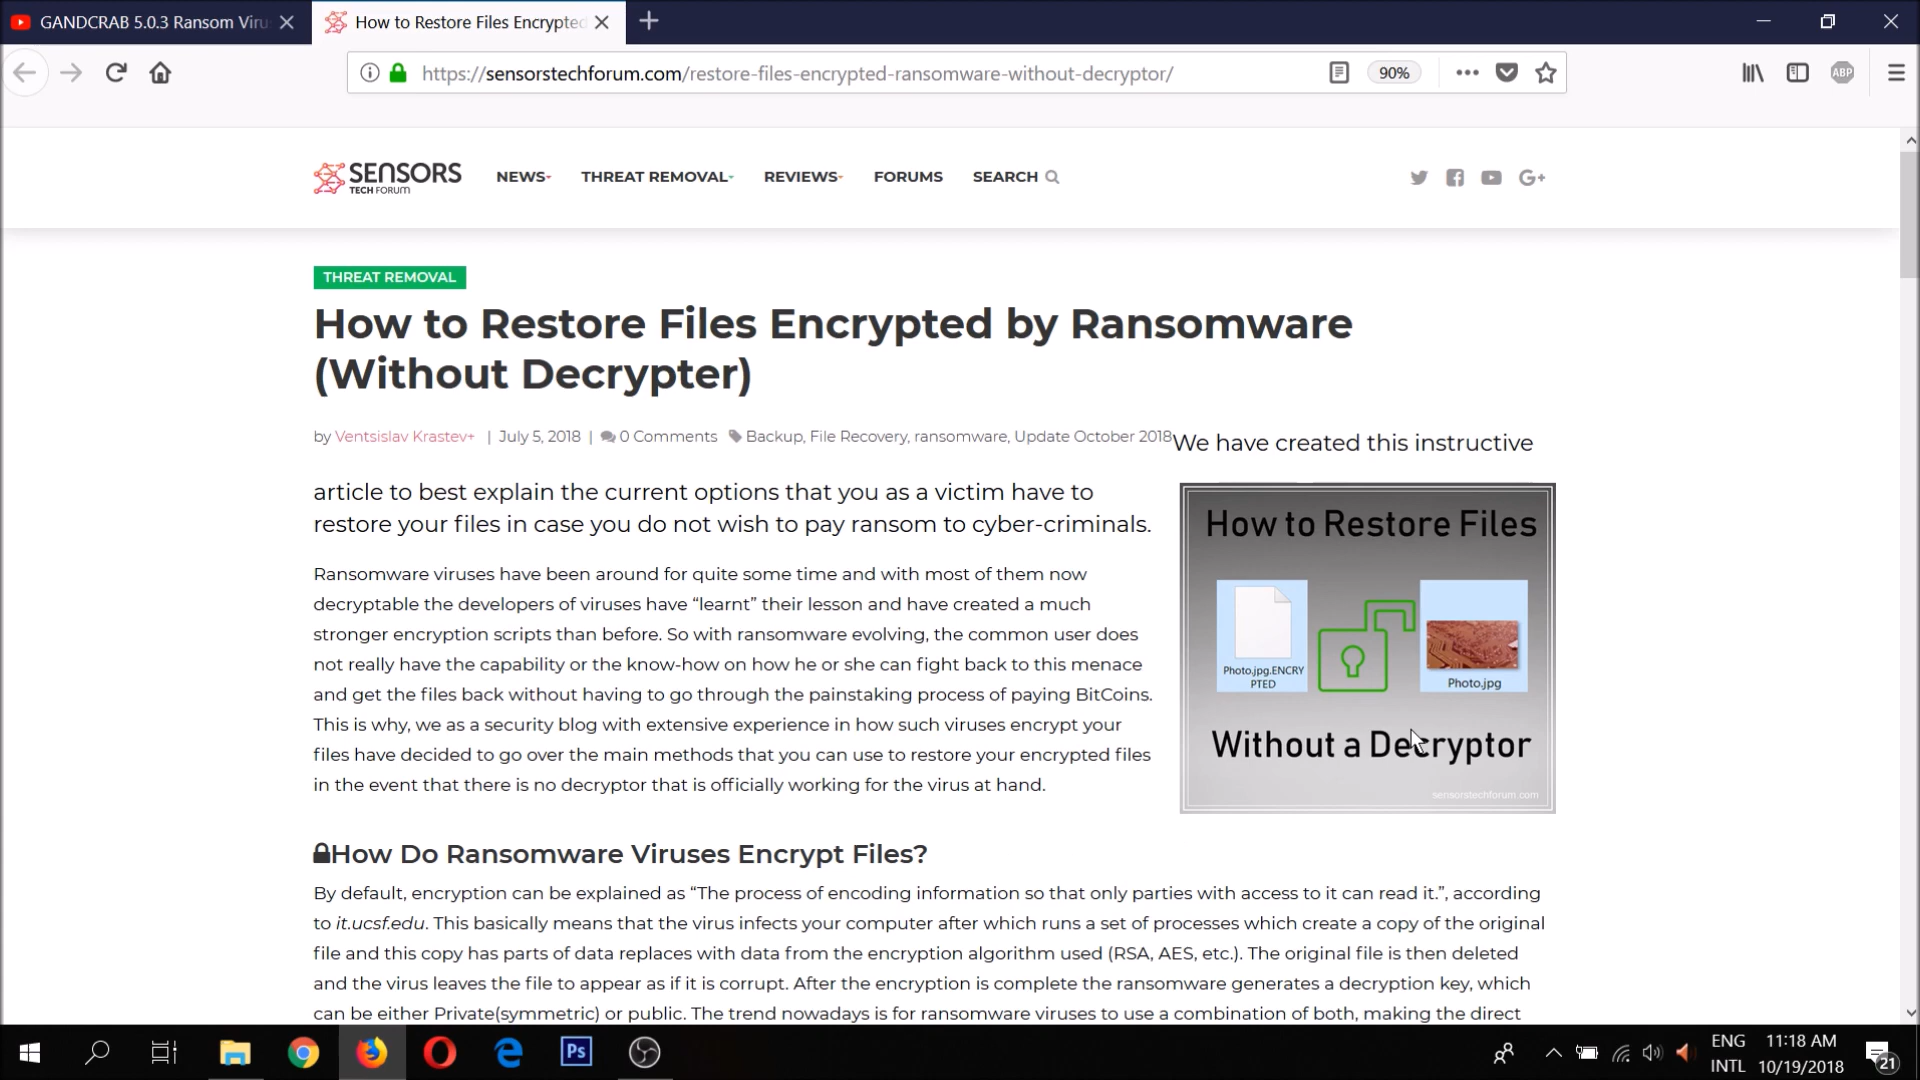 GANDCRAB 5.0.3 Ransom Viru
How to Restore Files Encrypted
https://sensorstechforum.com/restore-files-encrypted-ransomware-without-decryptor/
90%
ABP
SENSORS
TECH FORUM
NEWS
THREAT REMOVAL
REVIEWS
FORUMS
SEARCH
G+
THREAT REMOVAL
How to Restore Files Encrypted by Ransomware
(Without Decrypter)
by Ventsislav Krastev+ | July 5, 2018 | 0 Comments Backup, File Recovery, ransomware, Update October 2018
We have created this instructive
article to best explain the current options that you as a victim have to
restore your files in case you do not wish to pay ransom to cyber-criminals.
Ransomware viruses have been around for quite some time and with most of them now
decryptable the developers of viruses have “learnt” their lesson and have created a much
stronger encryption scripts than before. So with ransomware evolving, the common user does
not really have the capability or the know-how on how he or she can fight back to this menace
and get the files back without having to go through the painstaking process of paying BitCoins.
This is why, we as a security blog with extensive experience in how such viruses encrypt your
files have decided to go over the main methods that you can use to restore your encrypted files
in the event that there is no decryptor that is officially working for the virus at hand.
How to Restore Files
Photo.jpg.ENCRY
PTED
Photo.jpg
Without a Decryptor
sensorstechforum.com
How Do Ransomware Viruses Encrypt Files?
By default, encryption can be explained as “The process of encoding information so that only parties with access to it can read it.”, according
to it.ucsf.edu. This basically means that the virus infects your computer after which runs a set of processes which create a copy of the original
file and this copy has parts of data replaces with data from the encryption algorithm used (RSA, AES, etc.). The original file is then deleted
and the virus leaves the file to appear as if it is corrupt. After the encryption is complete the ransomware generates a decryption key, which
can be either Private(symmetric) or public. The trend nowadays is for ransomware viruses to use a combination of both, making the direct
Ps
ENG
INTL
11:18 AM
10/19/2018
21